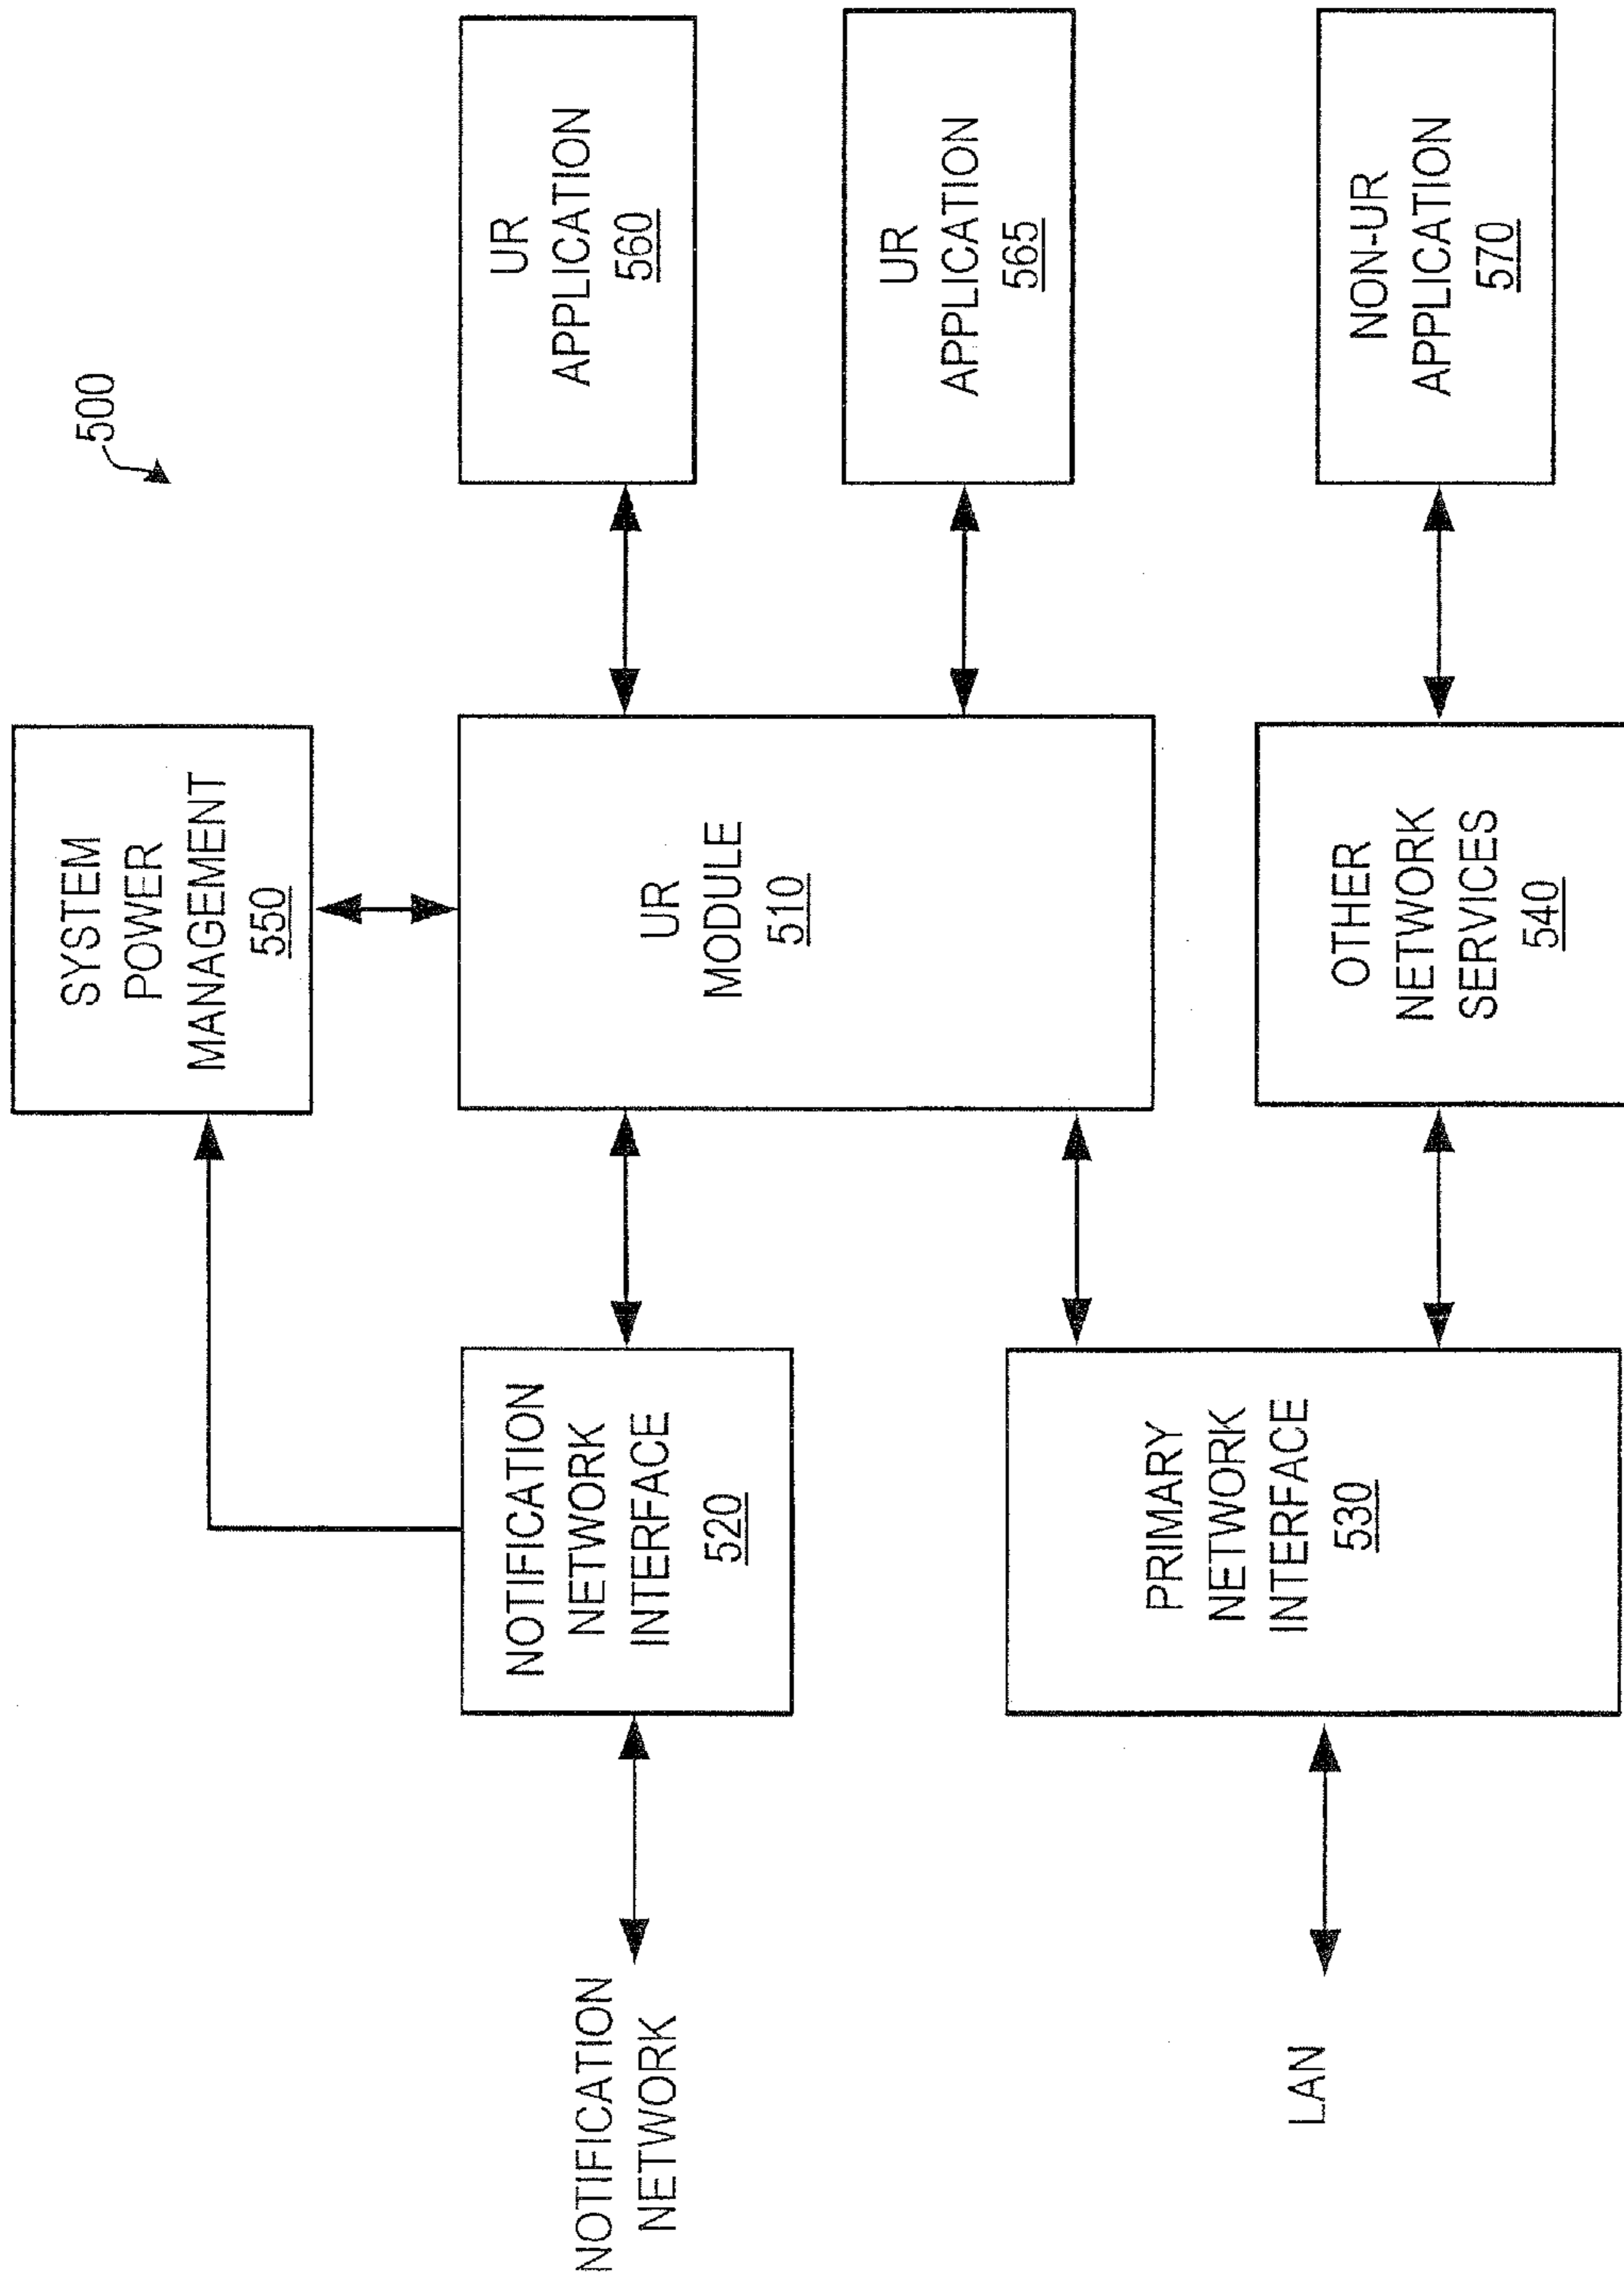 500
SYSTEM
POWER
MANAGEMENT
550
NOTIFICATION
NETWORK
NOTIFICATION
NETWORK
INTERFACE
520
UR
MODULE
510
UR
APPLICATION
560
UR
APPLICATION
565
LAN
PRIMARY
NETWORK
INTERFACE
530
OTHER
NETWORK
SERVICES
540
NON-UR
APPLICATION
570